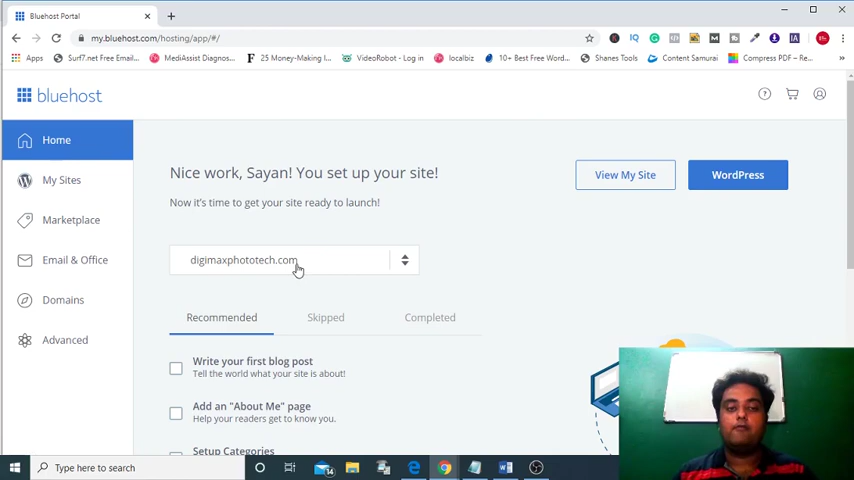 Bluehost Portal
my.bluehost.com/hosting/app/#/
Surf7.net Free Email...
MediAssist Diagnos...
25 Money-Making I...
VideoRobot - Log in
localbiz
10+ Best Free Word...
Shanes Tools
Content Samurai
Compress PDF – Re...
bluehost
Home
My Sites
Marketplace
Email & Office
Domains
Advanced
Nice work, Sayan! You set up your site!
Now it's time to get your site ready to launch!
View My Site
WordPress
digimaxphototech.com
Recommended
Skipped
Completed
Write your first blog post
Tell the world what your site is about!
Add an "About Me" page
Help your readers get to know you.
Setup Categories
Type here to search
14